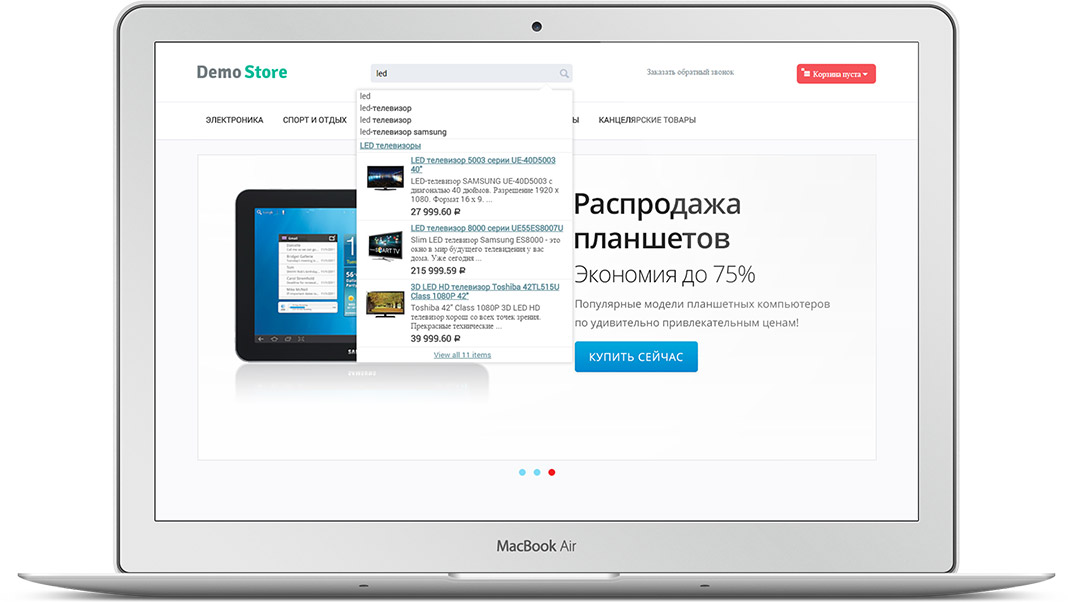 Demo Store
led
Заказать обратный звонок
Корзина пуста
ЭЛЕКТРОНИКА
СПОРТ И ОТДЫХ
Ы
КАНЦЕЛЯРСКИЕ ТОВАРЫ
led
led-телевизор
led телевизор
led-телевизор samsung
LED телевизоры
LED телевизор 5003 серии UE-40D5003
40"
LED-телевизор SAMSUNG UE-40D5003 с
диагональю 40 дюймов. Разрешение 1920 x
1080. Формат 16 x 9. ...
27 999.60 ₽
LED телевизор 8000 серии UE55ES8007U
Slim LED телевизор Samsung ES8000 - это
окно в мир будущего телевидения у вас
дома. Уже сегодня ...
215 999.59 ₽
SMART TV
3D LED HD телевизор Toshiba 42TL515U
Class 1080P 42"
Toshiba 42" Class 1080P 3D LED HD
телевизор хорош со всех точек зрения.
Прекрасные технические ...
39 999.60 ₽
View all 11 items
Google
Gmail
Распродажа
планшетов
Экономия до 75%
Популярные модели планшетных компьютеров
по удивительно привлекательным ценам!
КУПИТЬ СЕЙЧАС
MacBook Air